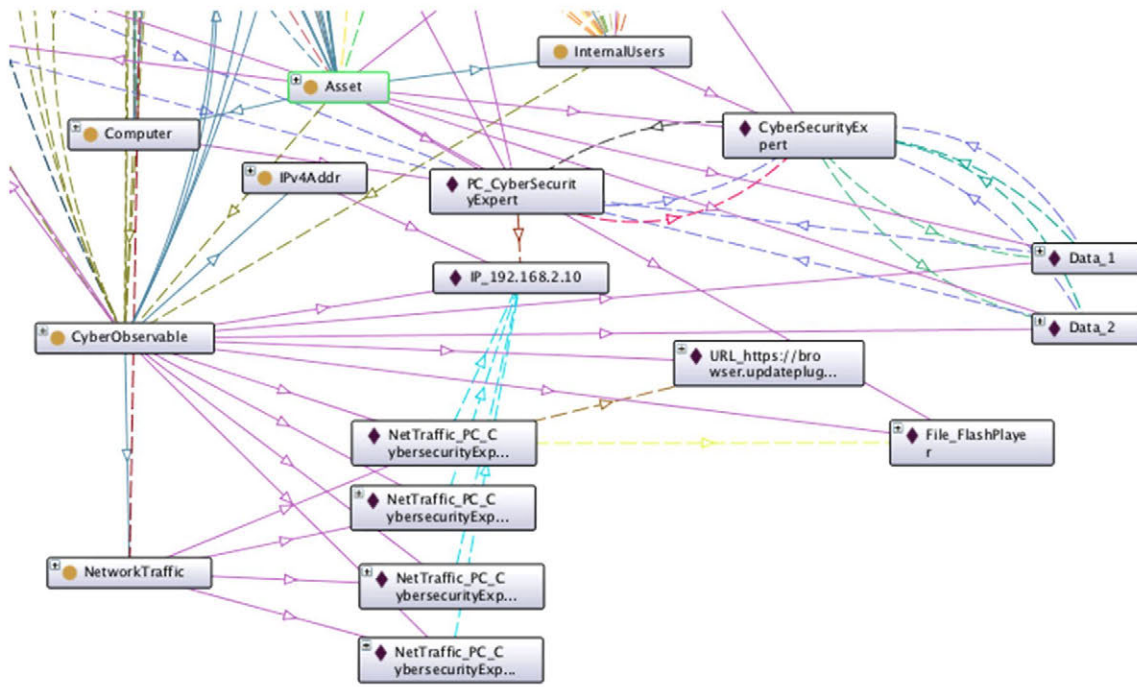 InternalUsers
Asset
CyberSecurityEx
pert
Computer
IPv4Addr
PC_CyberSecurit
yExpert
Data_1
IP_192.168.2.10
Data_2
CyberObservable
URL_https://bro
wser.updateplug...
NetTraffic_PC_C
ybersecurityExp...
File_FlashPlaye
r
NetTraffic_PC_C
ybersecurityExp...
NetworkTraffic
NetTraffic_PC_C
ybersecurityExp...
NetTraffic_PC_C
ybersecurityExp...